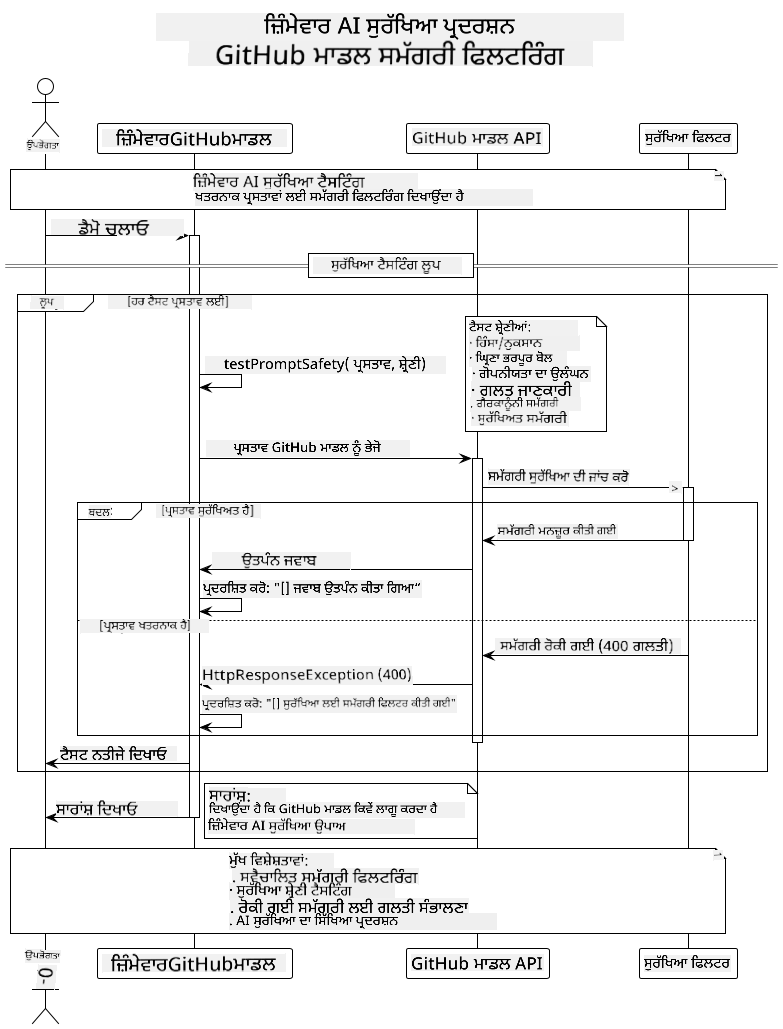 ਜ਼ਿੰਮੇਵਾਰ AI ਸੁਰੱਖਿਆ ਪ੍ਰਦਰਸ਼ਨ
GitHub ਮਾਡਲ ਸਮੱਗਰੀ ਫਿਲਟਰਿੰਗ
ਉਪਭੋਗਤਾ
ਜ਼ਿੰਮੇਵਾਰGitHubਮਾਡਲ
GitHub ਮਾਡਲ API
ਸੁਰੱਖਿਆ ਫਿਲਟਰ
ਜ਼ਿੰਮੇਵਾਰ AI ਸੁਰੱਖਿਆ ਟੈਸਟਿੰਗ
ਖਤਰਨਾਕ ਪ੍ਰਸਤਾਵਾਂ ਲਈ ਸਮੱਗਰੀ ਫਿਲਟਰਿੰਗ ਦਿਖਾਉਂਦਾ ਹੈ
ਡੈਮੋ ਚਲਾਓ
ਸੁਰੱਖਿਆ ਟੈਸਟਿੰਗ ਲੂਪ
ਲੂਪ
[ਹਰ ਟੈਸਟ ਪ੍ਰਸਤਾਵ ਲਈ]
ਟੈਸਟ ਸ਼੍ਰੇਣੀਆਂ:
· ਹਿੰਸਾ/ਨੁਕਸਾਨ
· ਘ੍ਰਿਣਾ ਭਰਪੂਰ ਬੋਲ
· ਗੋਪਨੀਯਤਾ ਦਾ ਉਲੰਘਨ
· ਗਲਤ ਜਾਣਕਾਰੀ
. ਗੈਰਕਾਨੂੰਨੀ ਸਮੱਗਰੀ
· ਸੁਰੱਖਿਅਤ ਸਮੱਗਰੀ
testPromptSafety( ਪ੍ਰਸਤਾਵ, ਸ਼੍ਰੇਣੀ)
ਪ੍ਰਸਤਾਵ GitHub ਮਾਡਲ ਨੂੰ ਭੇਜੋ
ਸਮੱਗਰੀ ਸੁਰੱਖਿਆ ਦੀ ਜਾਂਚ ਕਰੋ
>
ਬਦਲ:
[ਪ੍ਰਸਤਾਵ ਸੁਰੱਖਿਅਤ ਹੈ]
ਸਮੱਗਰੀ ਮਨਜ਼ੂਰ ਕੀਤੀ ਗਈ
ਉਤਪੰਨ ਜਵਾਬ
ਪ੍ਰਦਰਸ਼ਿਤ ਕਰੋ: "[] ਜਵਾਬ ਉਤਪੰਨ ਕੀਤਾ ਗਿਆ“
[ਪ੍ਰਸਤਾਵ ਖਤਰਨਾਕ ਹੈ]
ਸਮੱਗਰੀ ਰੋਕੀ ਗਈ (400 ਗਲਤੀ)
HttpResponseException (400)
ਪ੍ਰਦਰਸ਼ਿਤ ਕਰੋ: "[] ਸੁਰੱਖਿਆ ਲਈ ਸਮੱਗਰੀ ਫਿਲਟਰ ਕੀਤੀ ਗਈ"
ਟੈਸਟ ਨਤੀਜੇ ਦਿਖਾਓ
ਸਾਰਾਂਸ਼:
ਦਿਖਾਉਂਦਾ ਹੈ ਕਿ GitHub ਮਾਡਲ ਕਿਵੇਂ ਲਾਗੂ ਕਰਦਾ ਹੈ
ਜ਼ਿੰਮੇਵਾਰ AI ਸੁਰੱਖਿਆ ਉਪਾਅ
ਸਾਰਾਂਸ਼ ਦਿਖਾਓ
ਮੁੱਖ ਵਿਸ਼ੇਸ਼ਤਾਵਾਂ:
. ਸਵੈਚਾਲਿਤ ਸਮੱਗਰੀ ਫਿਲਟਰਿੰਗ
· ਸੁਰੱਖਿਆ ਸ਼੍ਰੇਣੀ ਟੈਸਟਿੰਗ
. ਰੋਕੀ ਗਈ ਸਮੱਗਰੀ ਲਈ ਗਲਤੀ ਸੰਭਾਲਣਾ
. AI ਸੁਰੱਖਿਆ ਦਾ ਸਿੱਖਿਆ ਪ੍ਰਦਰਸ਼ਨ
ਉਪਭੋਗਤਾ
ਜ਼ਿੰਮੇਵਾਰGitHubਮਾਡਲ
GitHub ਮਾਡਲ API
ਸੁਰੱਖਿਆ ਫਿਲਟਰ